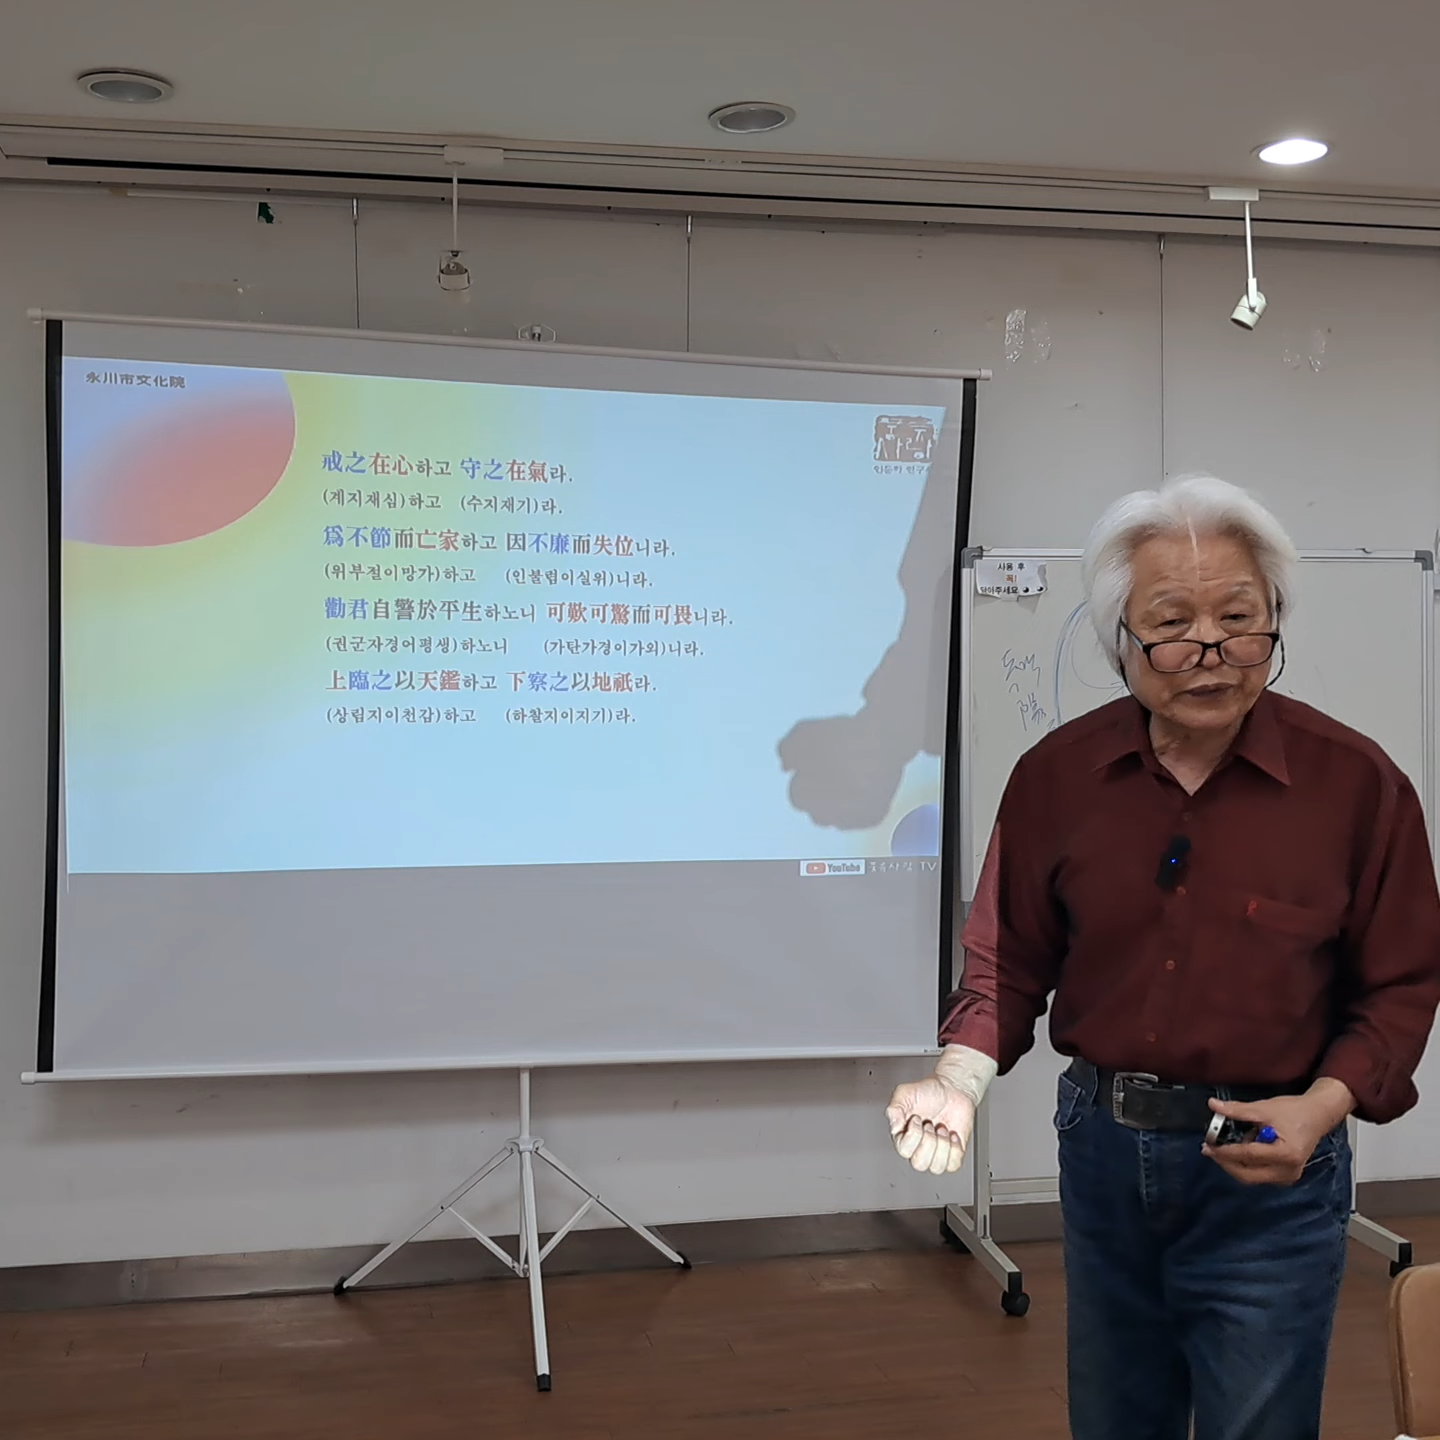 永川市文化院
戒之在心하고 守之在氣라.
(계지재심)하고 (수지재기)라.
爲不節而亡家하고 因不廉而失位니라.
(위부절이망가)하고 (인불렴이실위)니라.
勸君自警於平生하노니 可歎可驚而可畏니라.
(권군자경어평생)하노니 (가탄가경이가외)니라.
上臨之以天鑑하고 下察之以地祇라.
(상림지이천감)하고 (하찰지이지기)라.
YouTube 풍류사랑 TV
사용 후
꼭!
닫아주세요
陽